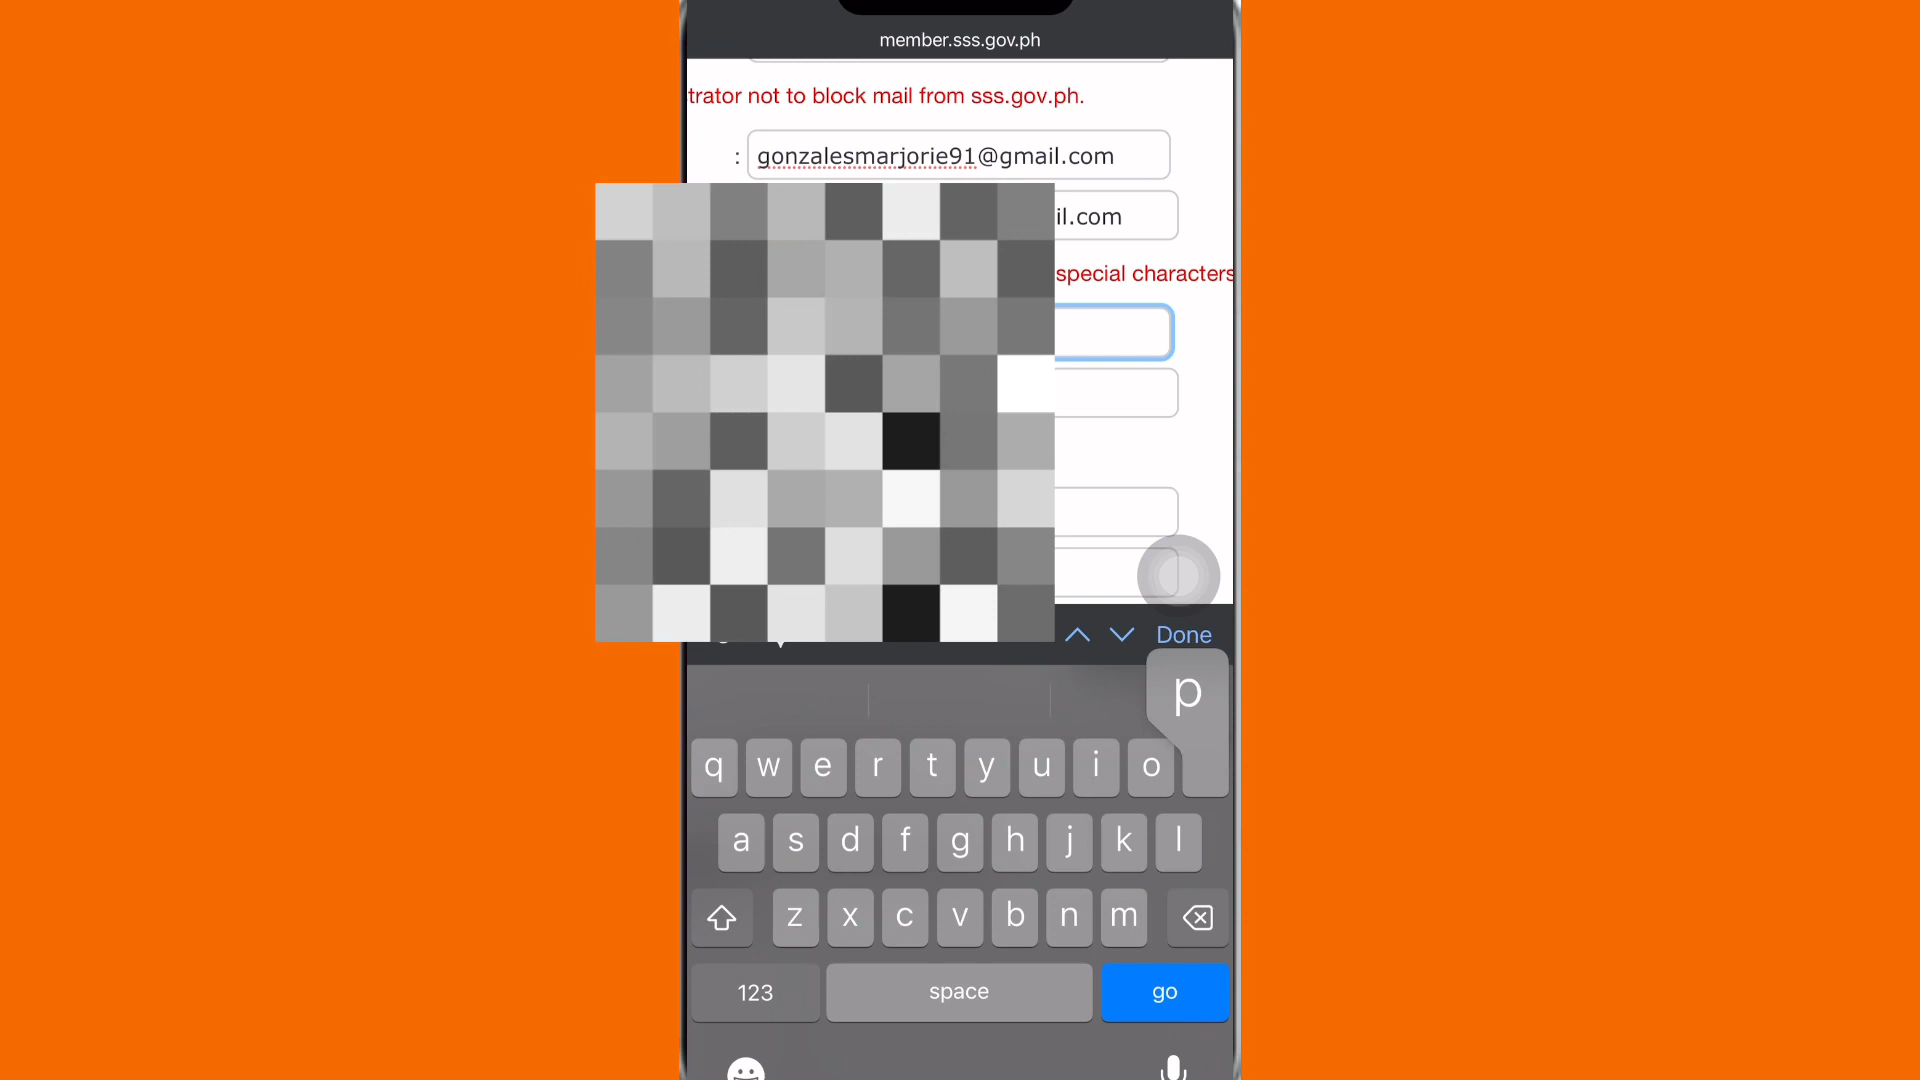 member.sss.gov.ph
trator not to block mail from sss.gov.ph.
: gonzalesmarjorie91@gmail.com
il.com
special characters
Done
p
q w e r t y u i o
a s d f g h j k l
z x c v b n m
123 space go